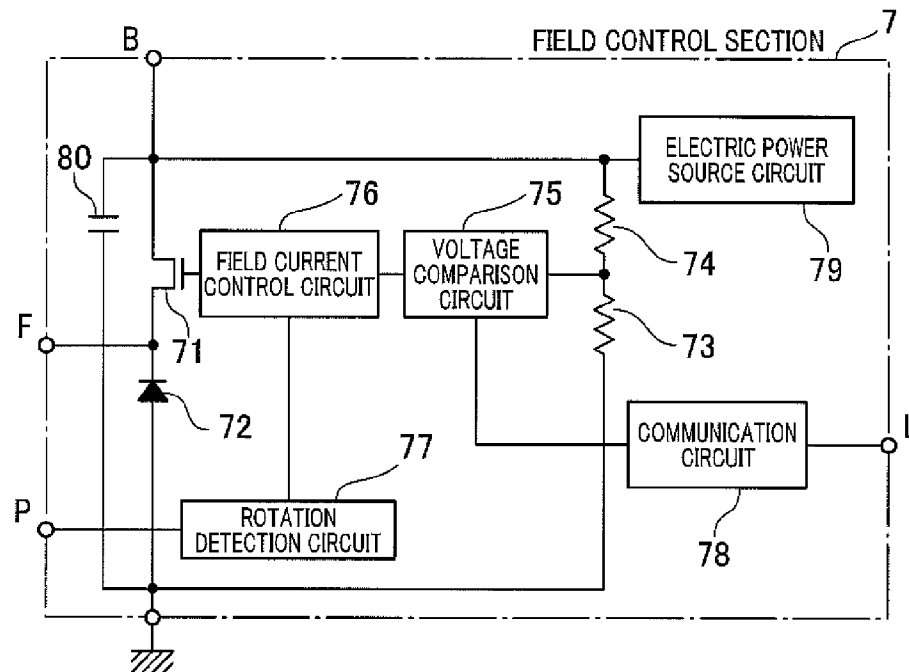 B
FIELD CONTROL SECTION
7
80
ELECTRIC POWER
SOURCE CIRCUIT
79
76
75
FIELD CURRENT
CONTROL CIRCUIT
VOLTAGE
COMPARISON
CIRCUIT
74
F
71
73
72
COMMUNICATION
CIRCUIT
L
78
77
P
ROTATION
DETECTION CIRCUIT